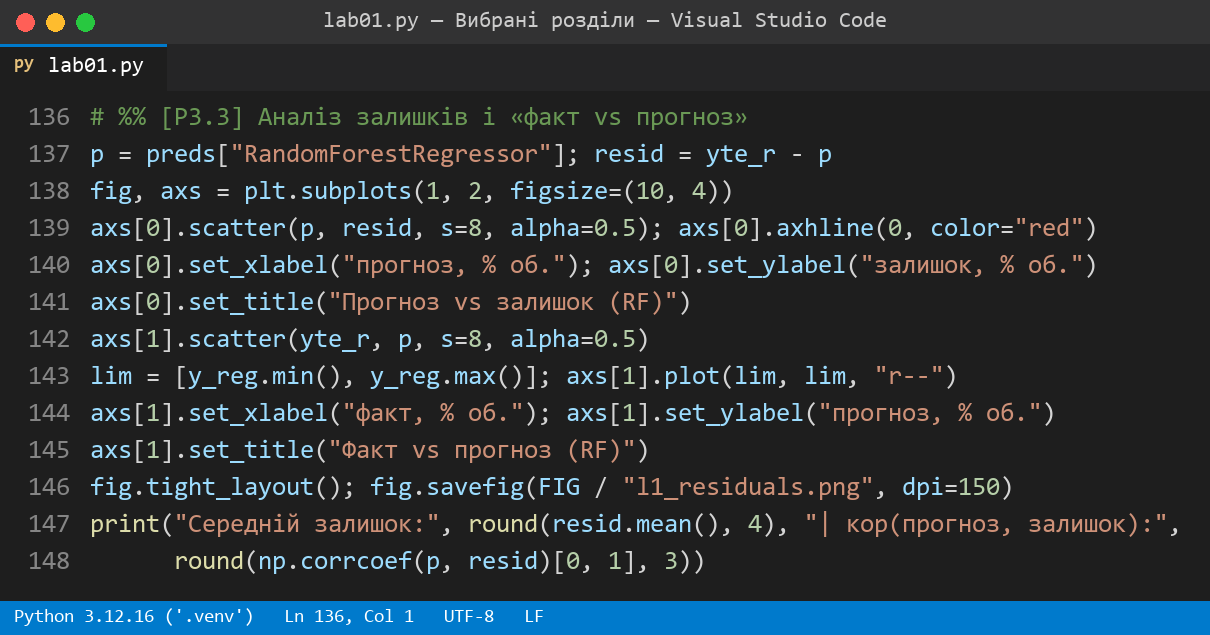 lab01.py — Вибрані розділи — Visual Studio Code
PY lab01.py
136 # %% [P3.3] Аналіз залишків і «факт vs прогноз»
137 p = preds["RandomForestRegressor"]; resid = yte_r - p
138 fig, axs = plt.subplots(1, 2, figsize=(10, 4))
139 axs[0].scatter(p, resid, s=8, alpha=0.5); axs[0].axhline(0, color="red")
140 axs[0].set_xlabel("прогноз, % об."); axs[0].set_ylabel("залишок, % об.")
141 axs[0].set_title("Прогноз vs залишок (RF)")
142 axs[1].scatter(yte_r, p, s=8, alpha=0.5)
143 lim = [y_reg.min(), y_reg.max()]; axs[1].plot(lim, lim, "r--")
144 axs[1].set_xlabel("факт, % об."); axs[1].set_ylabel("прогноз, % об.")
145 axs[1].set_title("Факт vs прогноз (RF)")
146 fig.tight_layout(); fig.savefig(FIG / "l1_residuals.png", dpi=150)
147 print("Середній залишок:", round(resid.mean(), 4), "| кор(прогноз, залишок):",
148       round(np.corrcoef(p, resid)[0, 1], 3))
Python 3.12.16 ('.venv') Ln 136, Col 1 UTF-8 LF